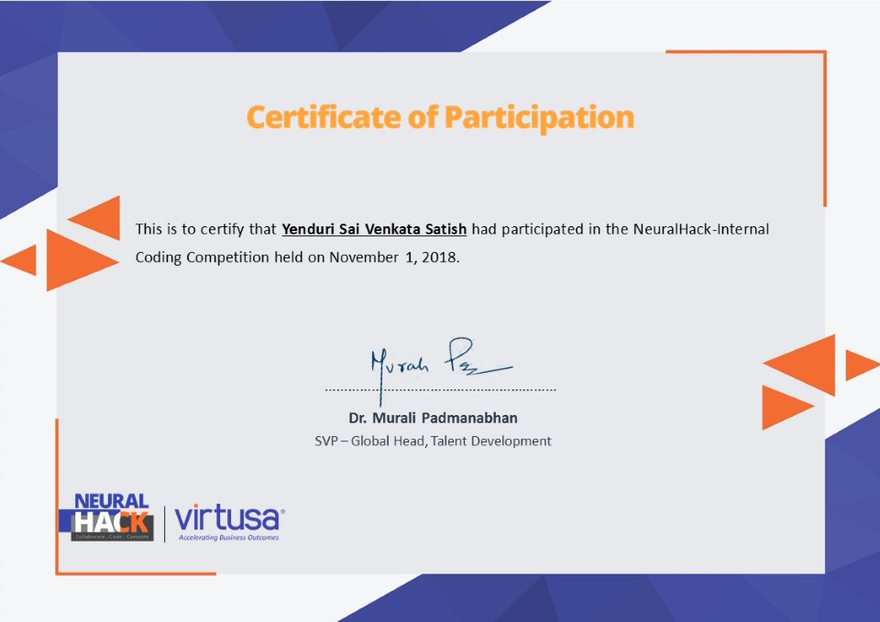 Certificate of Participation
This is to certify that Yenduri Sai Venkata Satish had participated in the NeuralHack-Internal
Coding Competition held on November 1, 2018.
Murali
Dr. Murali Padmanabhan
SVP – Global Head, Talent Development
NEURAL
HACK
Collaborate . Code . Compete
virtusa®
Accelerating Business Outcomes